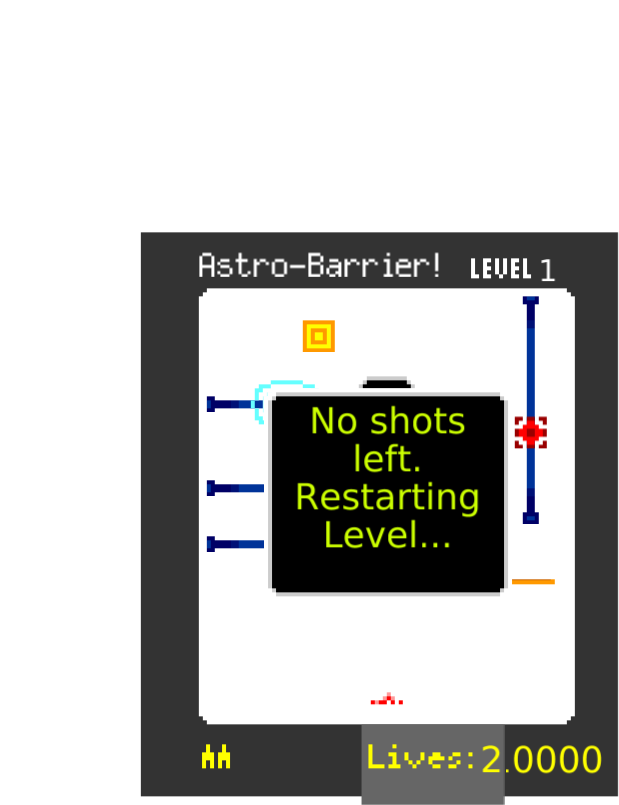 Astro-Barrier! LEVEL 1
No shots
left.
Restarting
Level...
Lives:2.0000